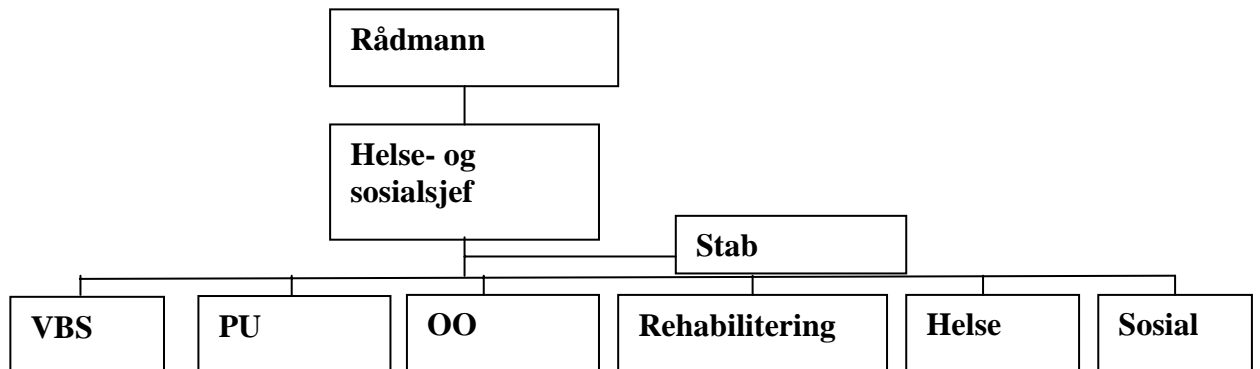 Rådmann
Helse- og
sosialsjef
Stab
VBS
PU
OO
Rehabilitering
Helse
Sosial